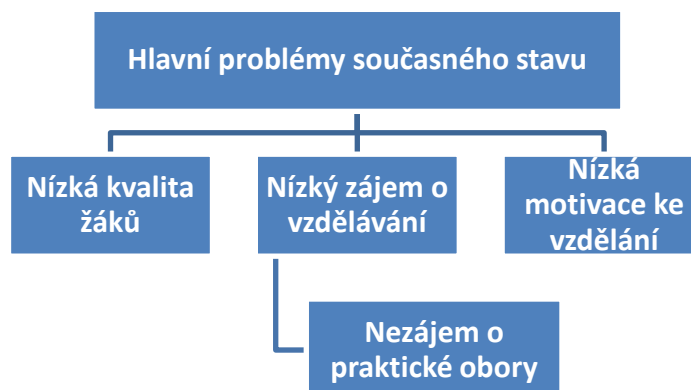 Hlavní problémy současného stavu
Nízká kvalita
žáků
Nízký zájem o
vzdělávání
Nízká
motivace ke
vzdělání
Nezájem o
praktické obory